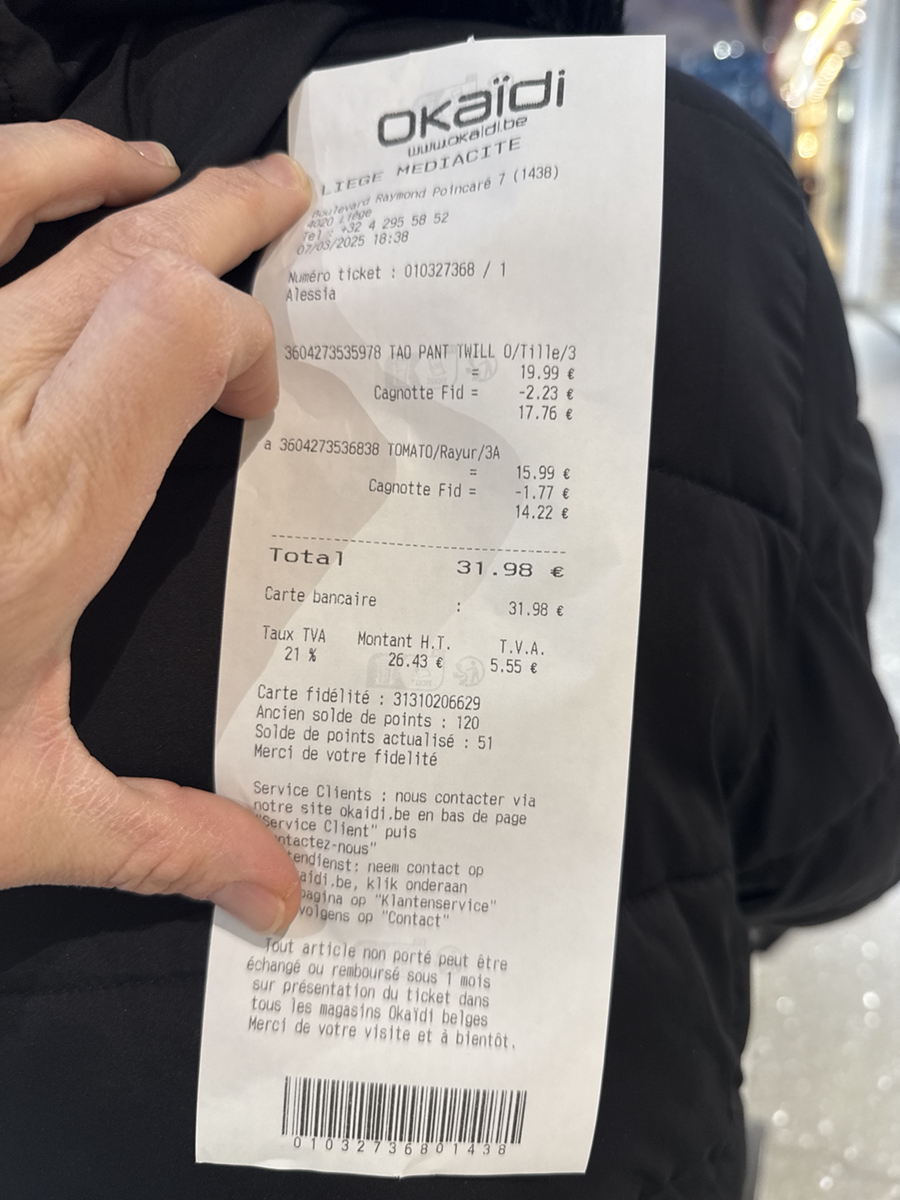 okaïdi
www.okaidi.be
LIEGE MEDIACITE
Boulevard Raymond Poincaré 7 (1438)
4020 Liège
Tel : +32 4 295 58 52
07/03/2025 18:38
Numéro ticket : 010327368 / 1
Alessia
3604273535978 TAO PANT TWILL O/Tille/3
= 19.99 €
Cagnotte Fid = -2.23 €
17.76 €
a 3604273536838 TOMATO/Rayur/3A
= 15.99 €
Cagnotte Fid = -1.77 €
14.22 €
Total 31.98 €
Carte bancaire : 31.98 €
Taux TVA Montant H.T. T.V.A.
21 % 26.43 € 5.55 €
Carte fidélité : 31310206629
Ancien solde de points : 120
Solde de points actualisé : 51
Merci de votre fidelité
Service Clients : nous contacter via
notre site okaidi.be en bas de page
"Service Client" puis
ntactez-nous"
tendienst: neem contact op
aidi.be, klik onderaan
pagina op "Klantenservice"
volgens op "Contact"
Tout article non porté peut être
échangé ou remboursé sous 1 mois
sur présentation du ticket dans
tous les magasins Okaïdi belges
Merci de votre visite et à bientôt.
01032736801438